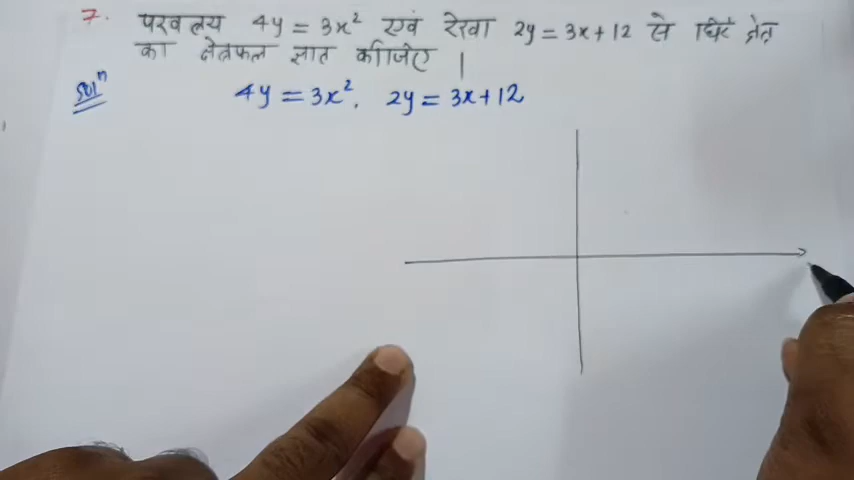 7. परवलय 4y = 3x² एवं रेखा 2y = 3x + 12 से घिरे क्षेत्र
का क्षेत्रफल ज्ञात कीजिए |
Solⁿ 4y = 3x², 2y = 3x + 12